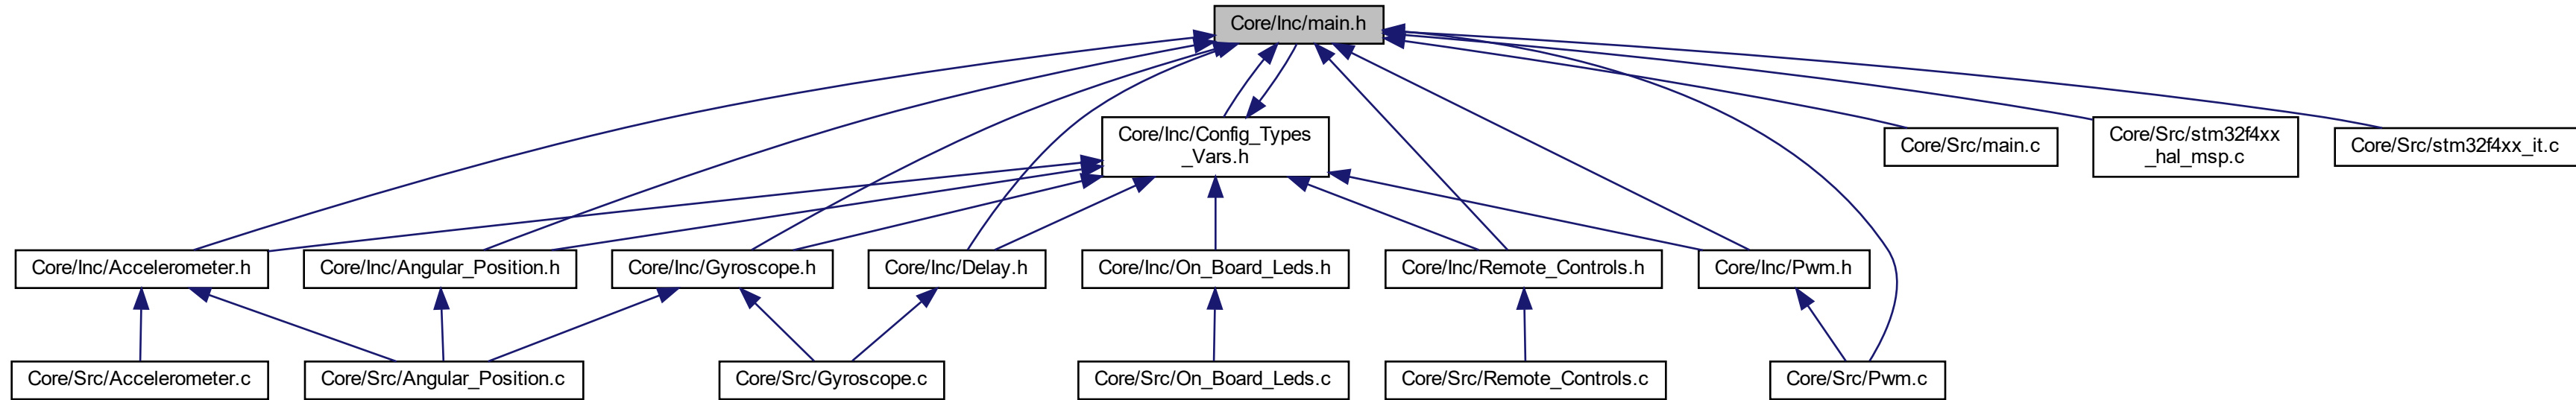 Core/Inc/main.h
Core/Inc/Config_Types
_Vars.h
Core/Src/main.c
Core/Src/stm32f4xx
_hal_msp.c
Core/Src/stm32f4xx_it.c
Core/Inc/Accelerometer.h
Core/Inc/Angular_Position.h
Core/Inc/Gyroscope.h
Core/Inc/Delay.h
Core/Inc/On_Board_Leds.h
Core/Inc/Remote_Controls.h
Core/Inc/Pwm.h
Core/Src/Accelerometer.c
Core/Src/Angular_Position.c
Core/Src/Gyroscope.c
Core/Src/On_Board_Leds.c
Core/Src/Remote_Controls.c
Core/Src/Pwm.c